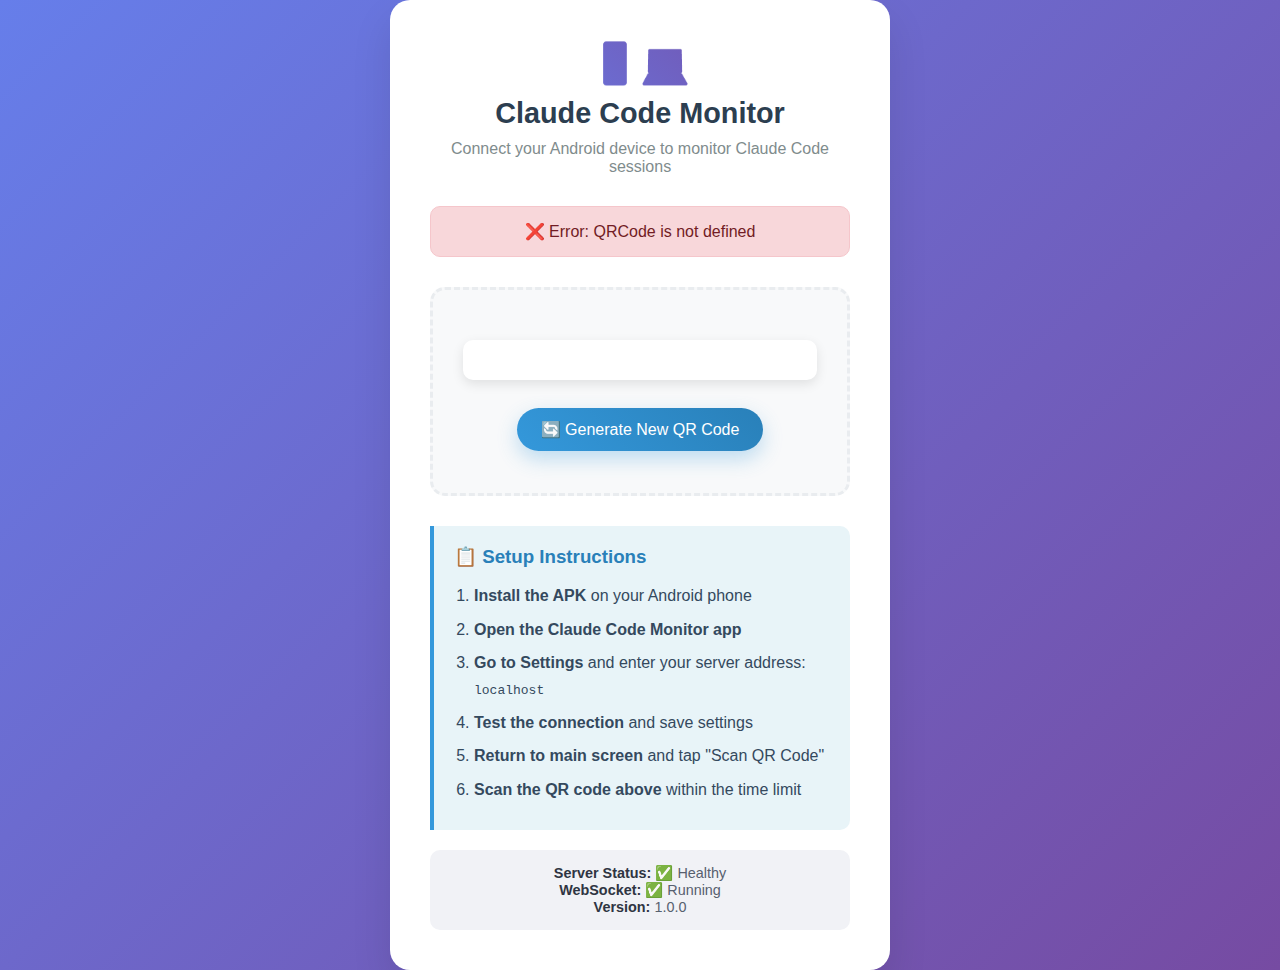 Claude Code Monitor
Connect your Android device to monitor Claude Code
sessions
❌ Error: QRCode is not defined
🔄 Generate New QR Code
📋 Setup Instructions
1. Install the APK on your Android phone
2. Open the Claude Code Monitor app
3. Go to Settings and enter your server address:
localhost
4. Test the connection and save settings
5. Return to main screen and tap "Scan QR Code"
6. Scan the QR code above within the time limit
Server Status: ✅ Healthy
WebSocket: ✅ Running
Version: 1.0.0